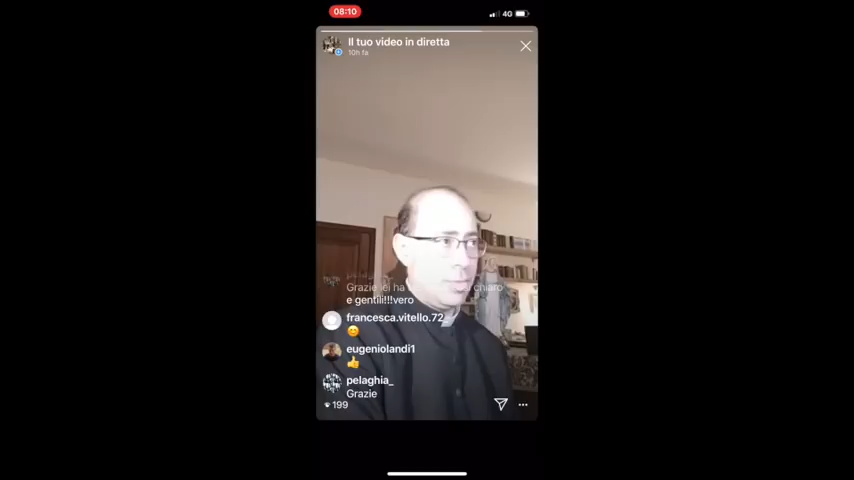 08:10
4G
Il tuo video in diretta
10h fa
Grazie lei ha chiaro
e gentili!!!vero
francesca.vitello.72
😊
eugeniolandi1
👍
pelaghia_
Grazie
199